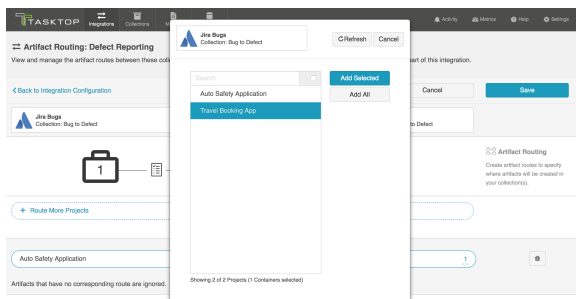 TASKTOP
Integrations
Collections
M
Activity
Metrics
Help
Settings
Artifact Routing: Defect Reporting
View and manage the artifact routes between these coll
part of this integration.
Jira Bugs
Collection: Bug to Defect
Refresh
Cancel
Search
Add Selected
Auto Safety Application
Add All
Travel Booking App
Showing 2 of 2 Projects (1 Containers selected)
Back to Integration Configuration
Cancel
Save
Jira Bugs
Collection: Bug to Defect
to Defect
1
Artifact Routing
Create artifact routes to specify
where artifacts will be created in
your collection(s).
+ Route More Projects
Auto Safety Application
1
Artifacts that have no corresponding route are ignored.